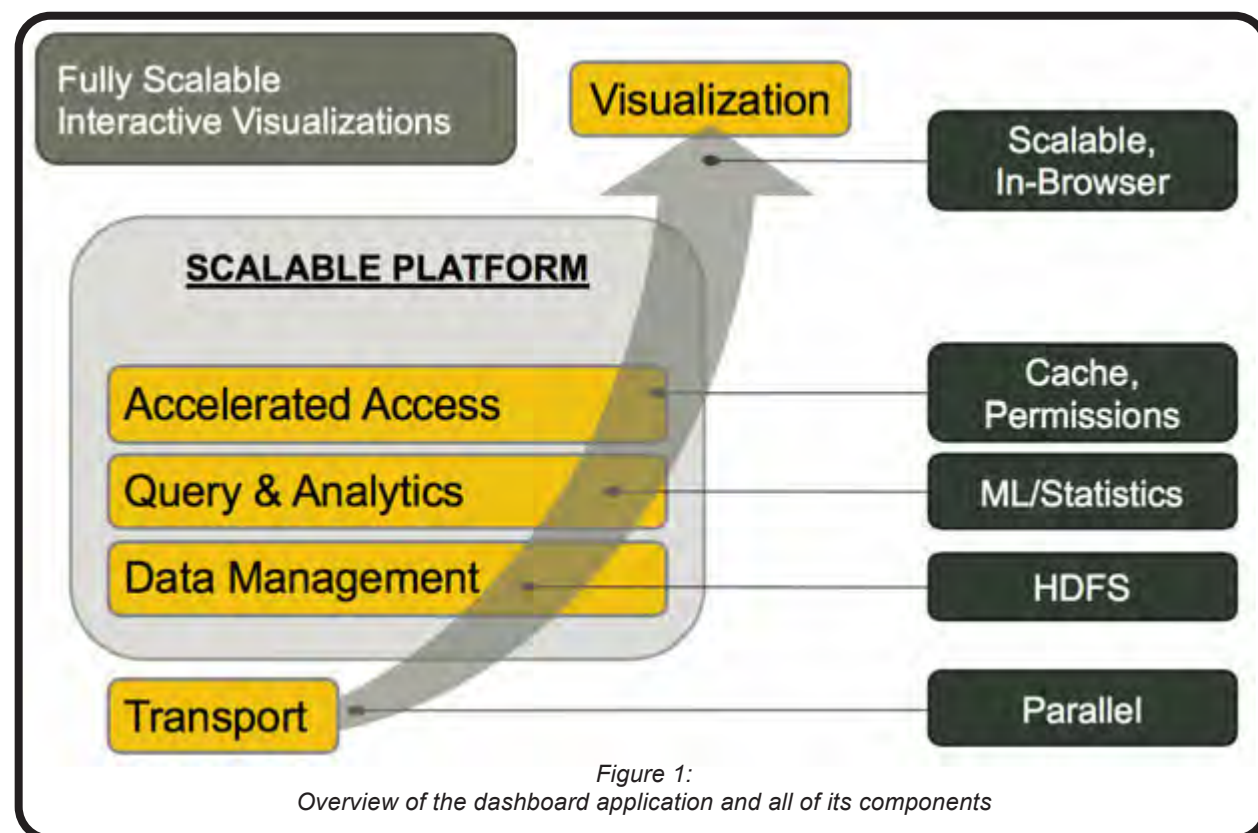 Fully Scalable
Interactive Visualizations
Visualization
Scalable,
In-Browser
SCALABLE PLATFORM
Accelerated Access
Cache,
Permissions
Query & Analytics
ML/Statistics
Data Management
HDFS
Transport
Parallel
Figure 1:
Overview of the dashboard application and all of its components